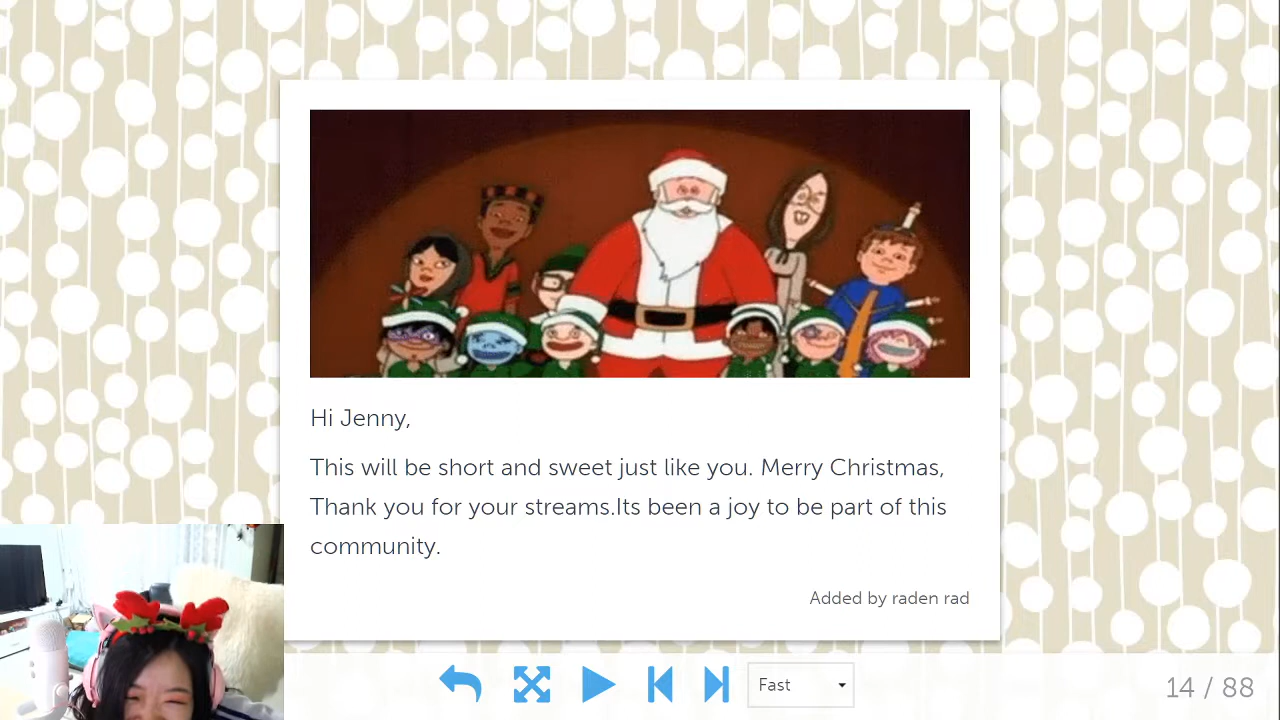 Hi Jenny,
This will be short and sweet just like you. Merry Christmas,
Thank you for your streams.Its been a joy to be part of this
community.
Added by raden rad
Fast
14 / 88